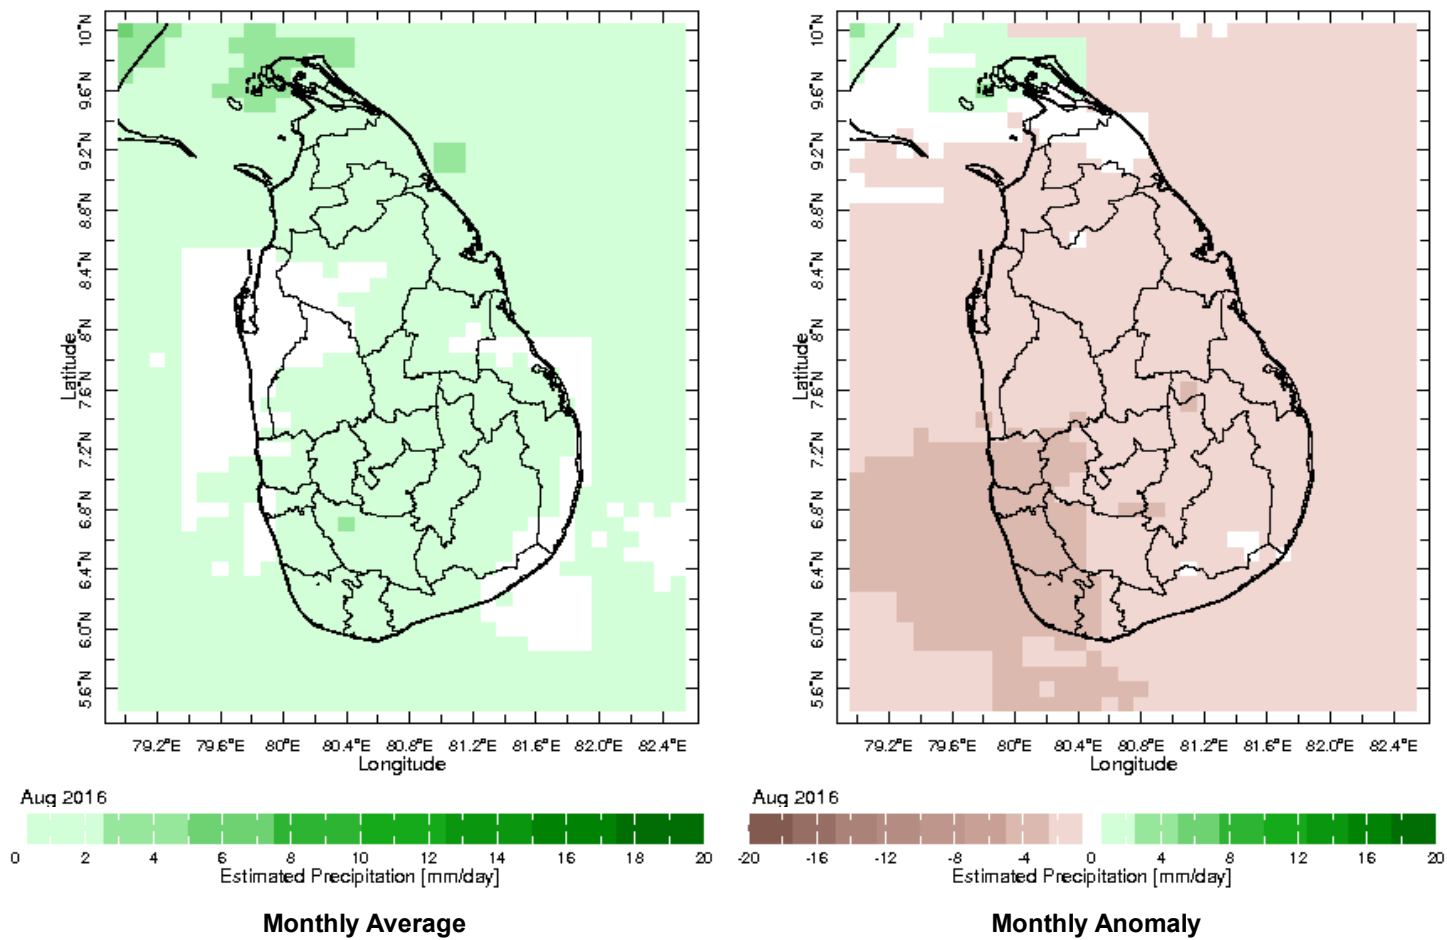 10°N
9.6°N
9.2°N
8.8°N
8.4°N
8°N
7.6°N
7.2°N
6.8°N
6.4°N
6.0°N
5.6°N
Latitude
79.2°E 79.6°E 80°E 80.4°E 80.8°E 81.2°E 81.6°E 82.0°E 82.4°E
Longitude
Aug 2016
0 2 4 6 8 10 12 14 16 18 20
Estimated Precipitation [mm/day]
Monthly Average
10°N
9.6°N
9.2°N
8.8°N
8.4°N
8°N
7.6°N
7.2°N
6.8°N
6.4°N
6.0°N
5.6°N
Latitude
79.2°E 79.6°E 80°E 80.4°E 80.8°E 81.2°E 81.6°E 82.0°E 82.4°E
Longitude
Aug 2016
-20 -16 -12 -8 -4 0 4 8 12 16 20
Estimated Precipitation [mm/day]
Monthly Anomaly